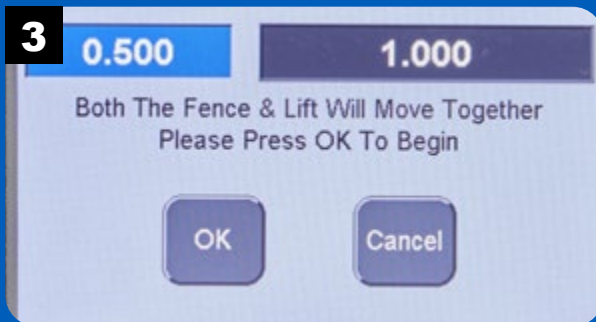 3
0.500 1.000
Both The Fence & Lift Will Move Together
Please Press OK To Begin
OK Cancel